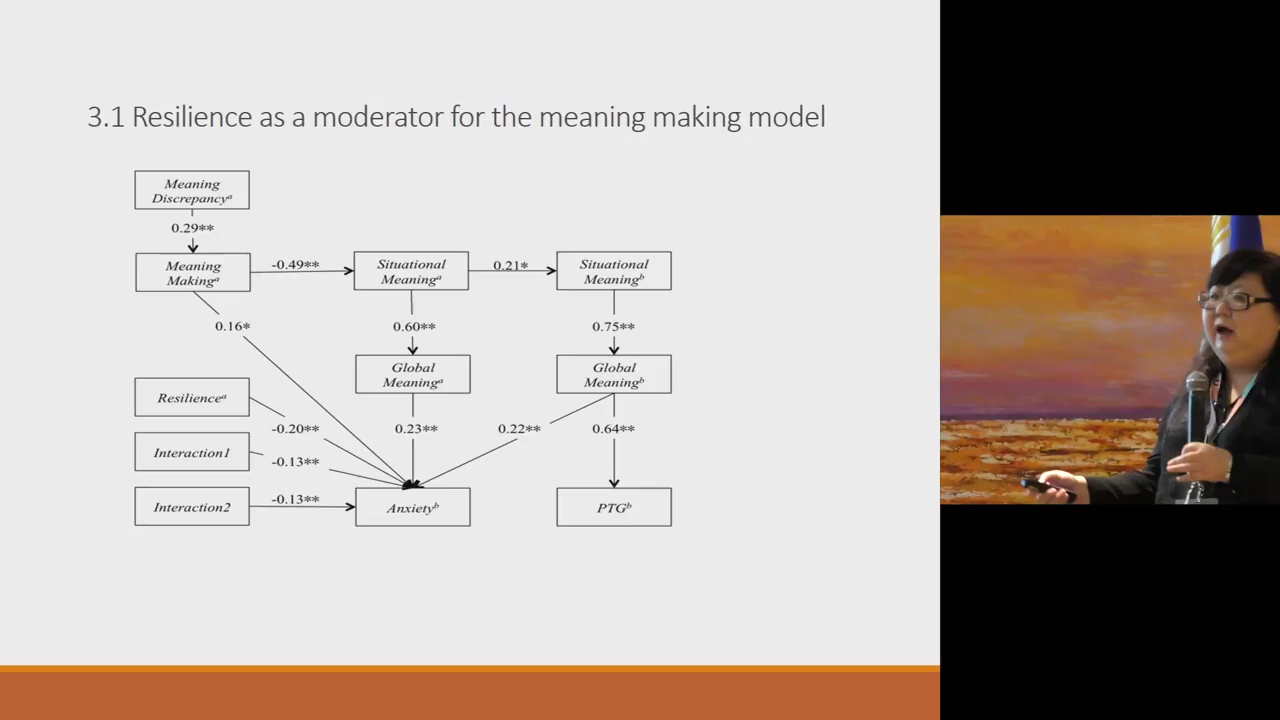 3.1 Resilience as a moderator for the meaning making model
Meaning
Discrepancyᵃ
0.29**
Meaning
Makingᵃ
-0.49**
Situational
Meaningᵃ
0.21*
Situational
Meaningᵇ
0.16*
0.60**
0.75**
Global
Meaningᵃ
Global
Meaningᵇ
Resilienceᵃ
-0.20**
0.23**
0.22**
0.64**
Interaction1
-0.13**
Interaction2
-0.13**
Anxietyᵇ
PTGᵇ